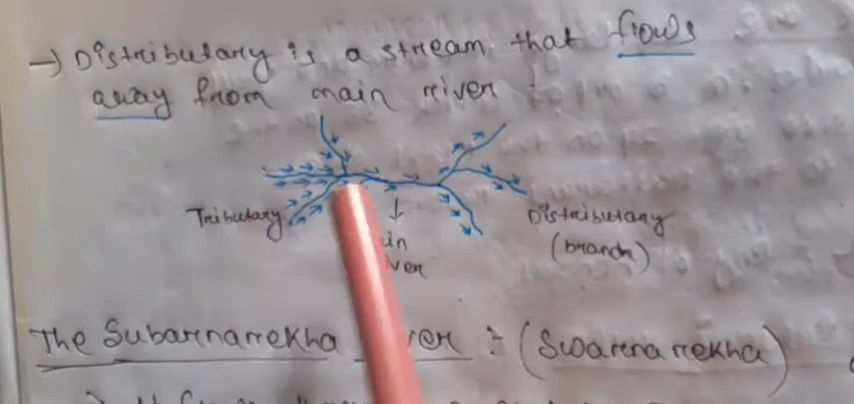 → Distributary is a stream that flows
away from main river
Tributary
Distributary
(branch)
The Subarnarekha : (Swarnarekha)